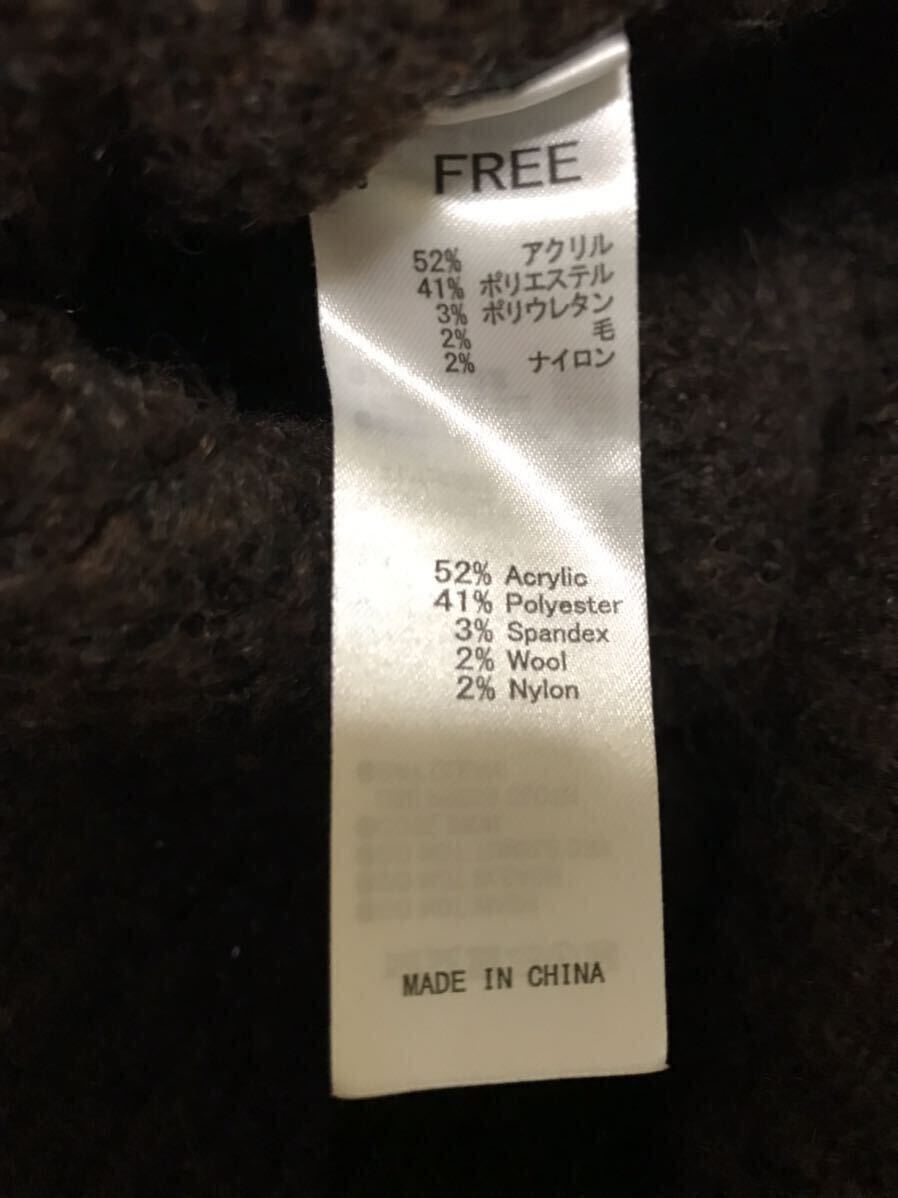 FREE
52% アクリル
41% ポリエステル
3% ポリウレタン
2% 毛
2% ナイロン
52% Acrylic
41% Polyester
3% Spandex
2% Wool
2% Nylon
MADE IN CHINA